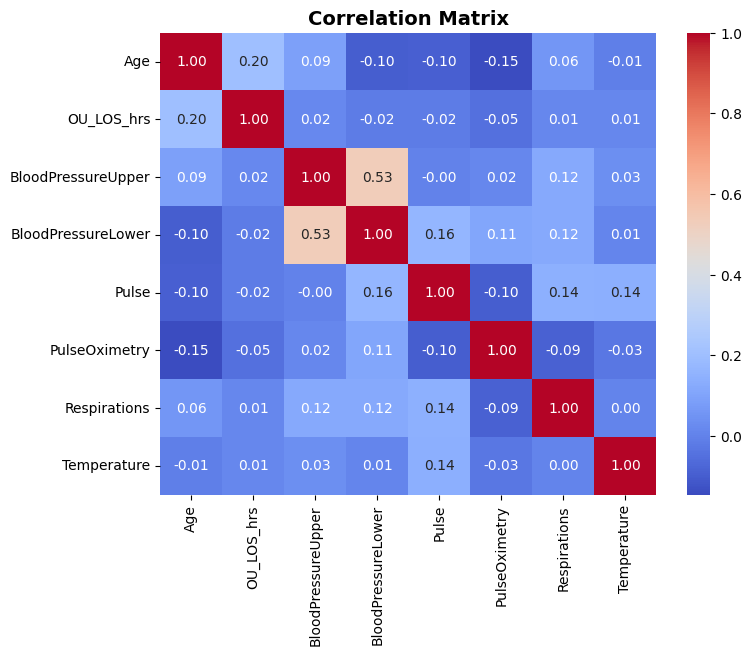 Correlation Matrix
Age 1.00 0.20 0.09 -0.10 -0.10 -0.15 0.06 -0.01
OU_LOS_hrs 0.20 1.00 0.02 -0.02 -0.02 -0.05 0.01 0.01
BloodPressureUpper 0.09 0.02 1.00 0.53 -0.00 0.02 0.12 0.03
BloodPressureLower -0.10 -0.02 0.53 1.00 0.16 0.11 0.12 0.01
Pulse -0.10 -0.02 -0.00 0.16 1.00 -0.10 0.14 0.14
PulseOximetry -0.15 -0.05 0.02 0.11 -0.10 1.00 -0.09 -0.03
Respirations 0.06 0.01 0.12 0.12 0.14 -0.09 1.00 0.00
Temperature -0.01 0.01 0.03 0.01 0.14 -0.03 0.00 1.00
Age
OU_LOS_hrs
BloodPressureUpper
BloodPressureLower
Pulse
PulseOximetry
Respirations
Temperature
1.0
0.8
0.6
0.4
0.2
0.0